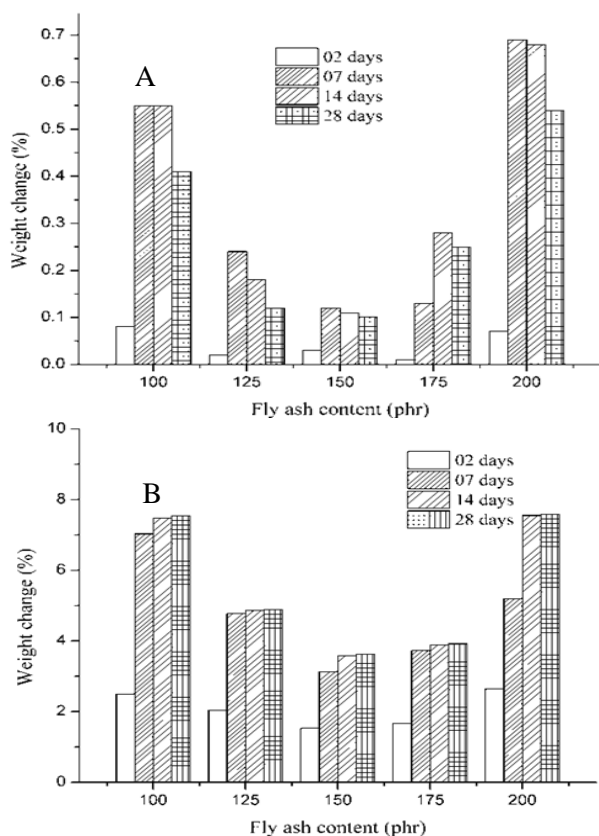 0.7
A
02 days
07 days
14 days
28 days
0.6
0.5
0.4
0.3
0.2
0.1
0.0
Weight change (%)
100 125 150 175 200
Fly ash content (phr)
10
B
02 days
07 days
14 days
28 days
8
6
4
2
0
Weight change (%)
100 125 150 175 200
Fly ash content (phr)